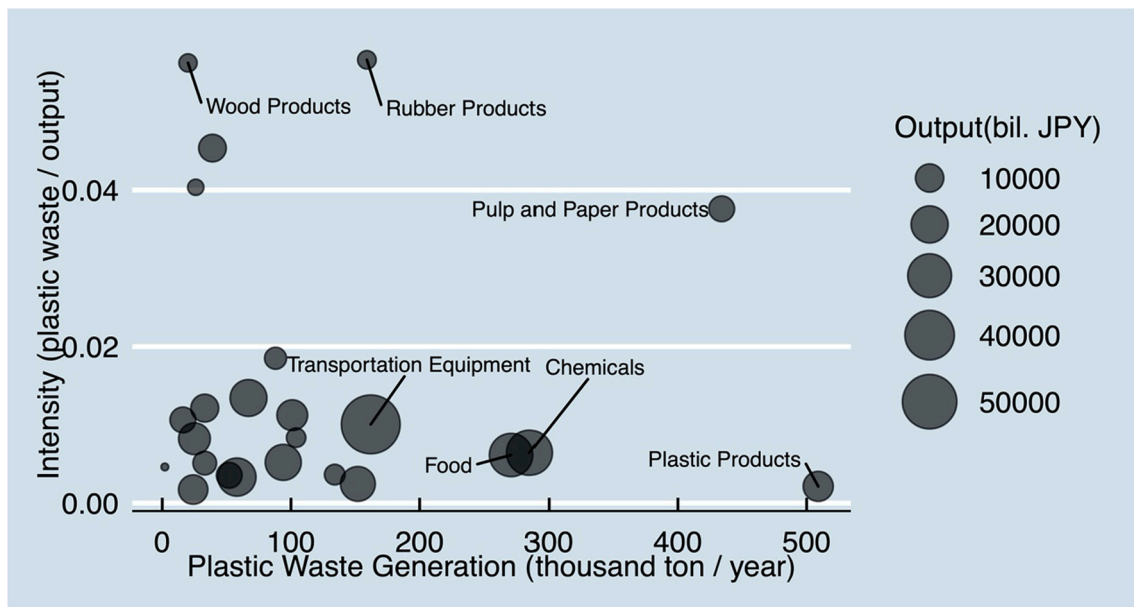 Wood Products
Rubber Products
Pulp and Paper Products
Transportation Equipment
Chemicals
Food
Plastic Products
0.04
0.02
0.00
0 100 200 300 400 500
Plastic Waste Generation (thousand ton / year)
Intensity (plastic waste / output)
Output(bil. JPY)
10000
20000
30000
40000
50000